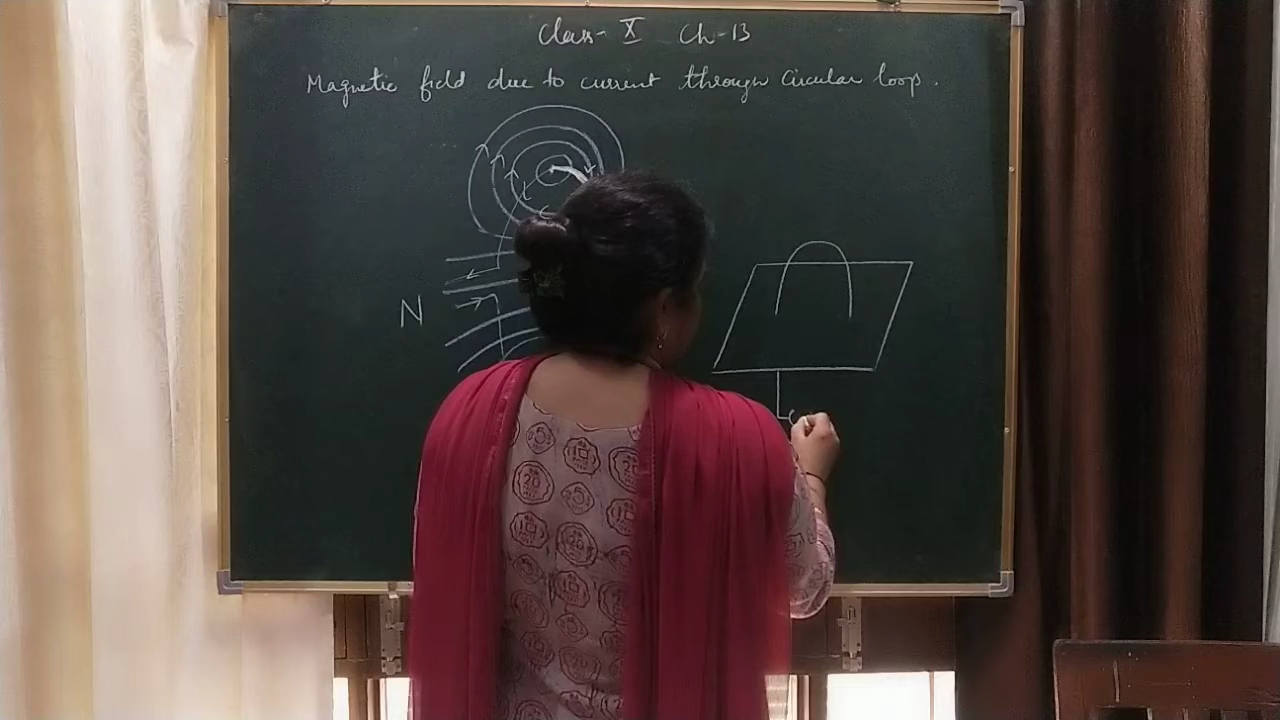 Class- X Ch-13
Magnetic field due to current through Circular loop.
N